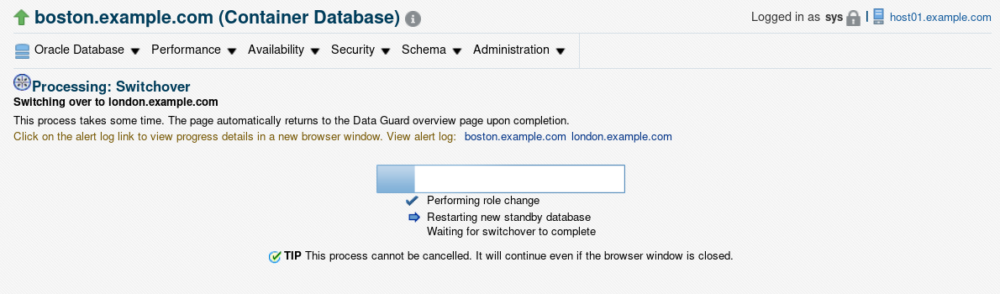 boston.example.com (Container Database)
Logged in as sys | host01.example.com
Oracle Database Performance Availability Security Schema Administration
Processing: Switchover
Switching over to london.example.com
This process takes some time. The page automatically returns to the Data Guard overview page upon completion.
Click on the alert log link to view progress details in a new browser window. View alert log: boston.example.com london.example.com
Performing role change
Restarting new standby database
Waiting for switchover to complete
TIP This process cannot be cancelled. It will continue even if the browser window is closed.